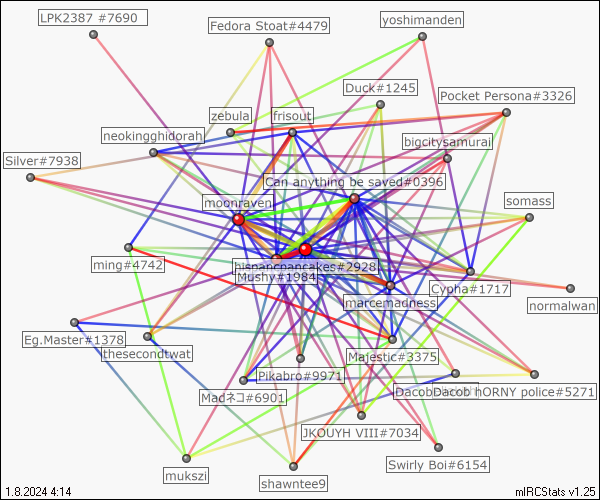 LPK2387 #7690
Fedora Stoat#4479
yoshimanden
Duck#1245
Pocket Persona#3326
zebula
frisout
neokingghidorah
bigcitysamurai
Silver#7938
Can anything be saved#0396
moonraven
somass
ming#4742
hispancpancakes#2928
Mushy#1984
Cypha#1717
marcemadness
normalwan
Eg.Master#1378
thesecondtwat
Majestic#3375
Pikabro#9971
Madネコ#6901
Dacob
Dacob hORNY police#5271
JKOUYH VIII#7034
Swirly Boi#6154
mukszi
shawntee9
1.8.2024 4:14
mIRCStats v1.25